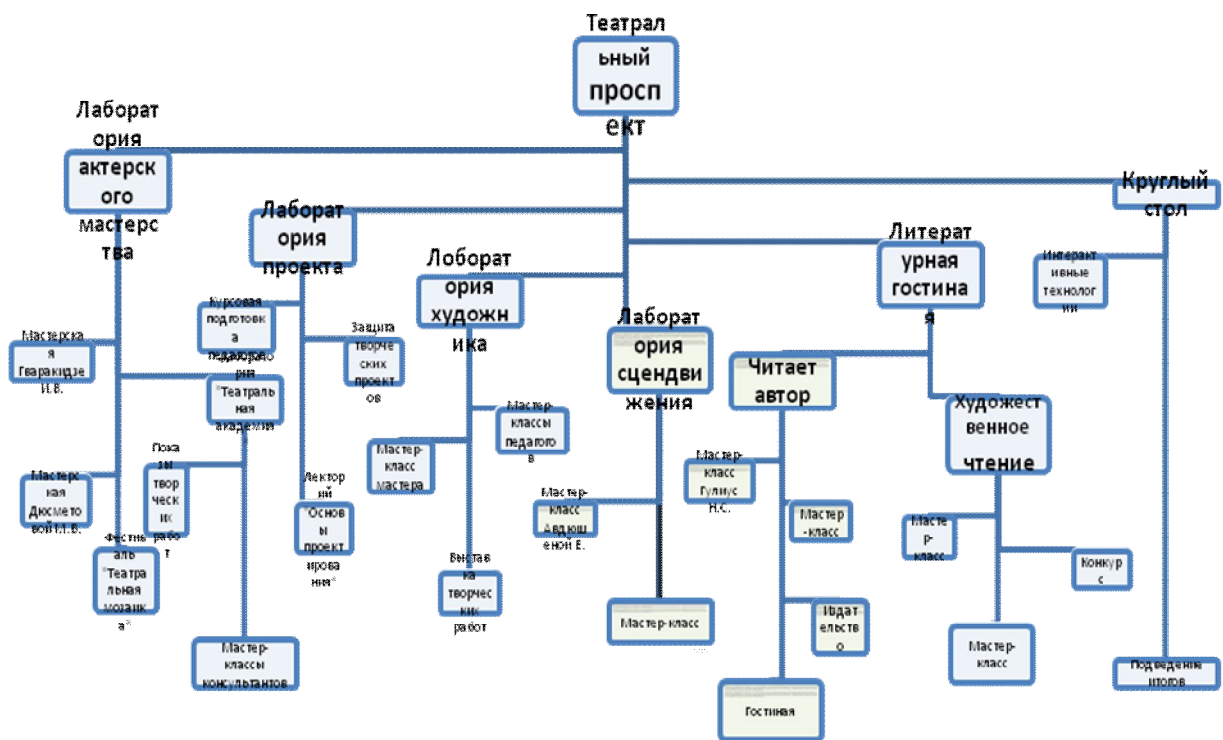 Театрал
ьный
просп
ект
Лаборат
ория
актерск
ого
мастерс
тва
Круглый
стол
Лаборат
ория
проекта
Литерат
урная
гостина
я
Лоборат
ория
художн
ика
Интеракт
ивные
технолог
ии
Курсовая
подготовк
а
педагогов
Защита
творче
ских
проект
ов
Лаборат
ория
сцендви
жения
Мастерска
я
Гваракидзе
И.В.
рия
"Театраль
ная
академия
Читает
автор
Художест
венное
чтение
Мастер-
классы
педагого
в
Мастер-
класс
мастера
Пока
зы
творч
ески
х
работ
Мастерс
кая
Дюсмето
вой М.В.
Лектор
ий
"Основ
ы
проект
ирова
ния"
Мастер-
класс
Авдюш
еной Е.
Мастер-
класс
Гулиус
Н.С.
Мастер
-класс
Масте
р-
класс
Конкур
с
Фестив
аль
"Театра
льная
мозаик
а"
Выстав
ка
творчес
ких
работ
Мастер-класс
Издат
ельств
о
Мастер-
классы
консультантов
Мастер-
класс
Подведение
итогов
Гостиная